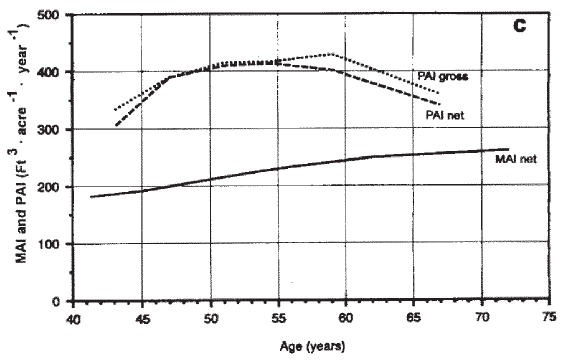 C
500
400
300
200
100
0
MAI and PAI (Ft 3 · acre -1 · year -1)
PAI gross
PAI net
MAI net
40 45 50 55 60 65 70 75
Age (years)